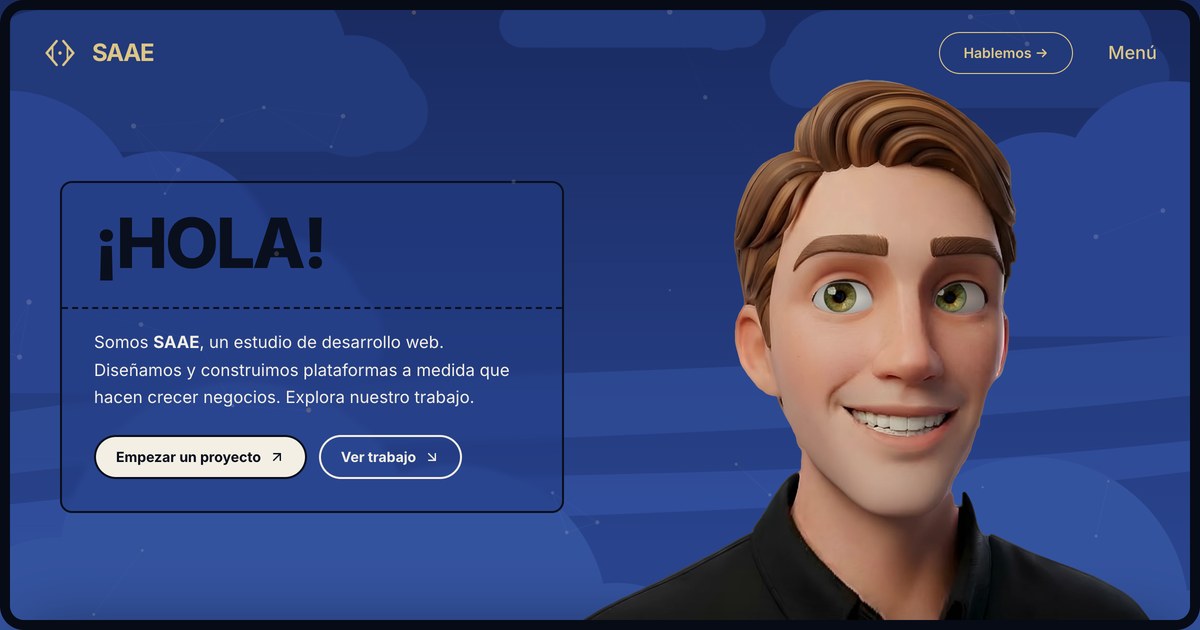 SAAE
Hablemos →
Menú
¡HOLA!
Somos SAAE, un estudio de desarrollo web.
Diseñamos y construimos plataformas a medida que
hacen crecer negocios. Explora nuestro trabajo.
Empezar un proyecto ↗
Ver trabajo ↘